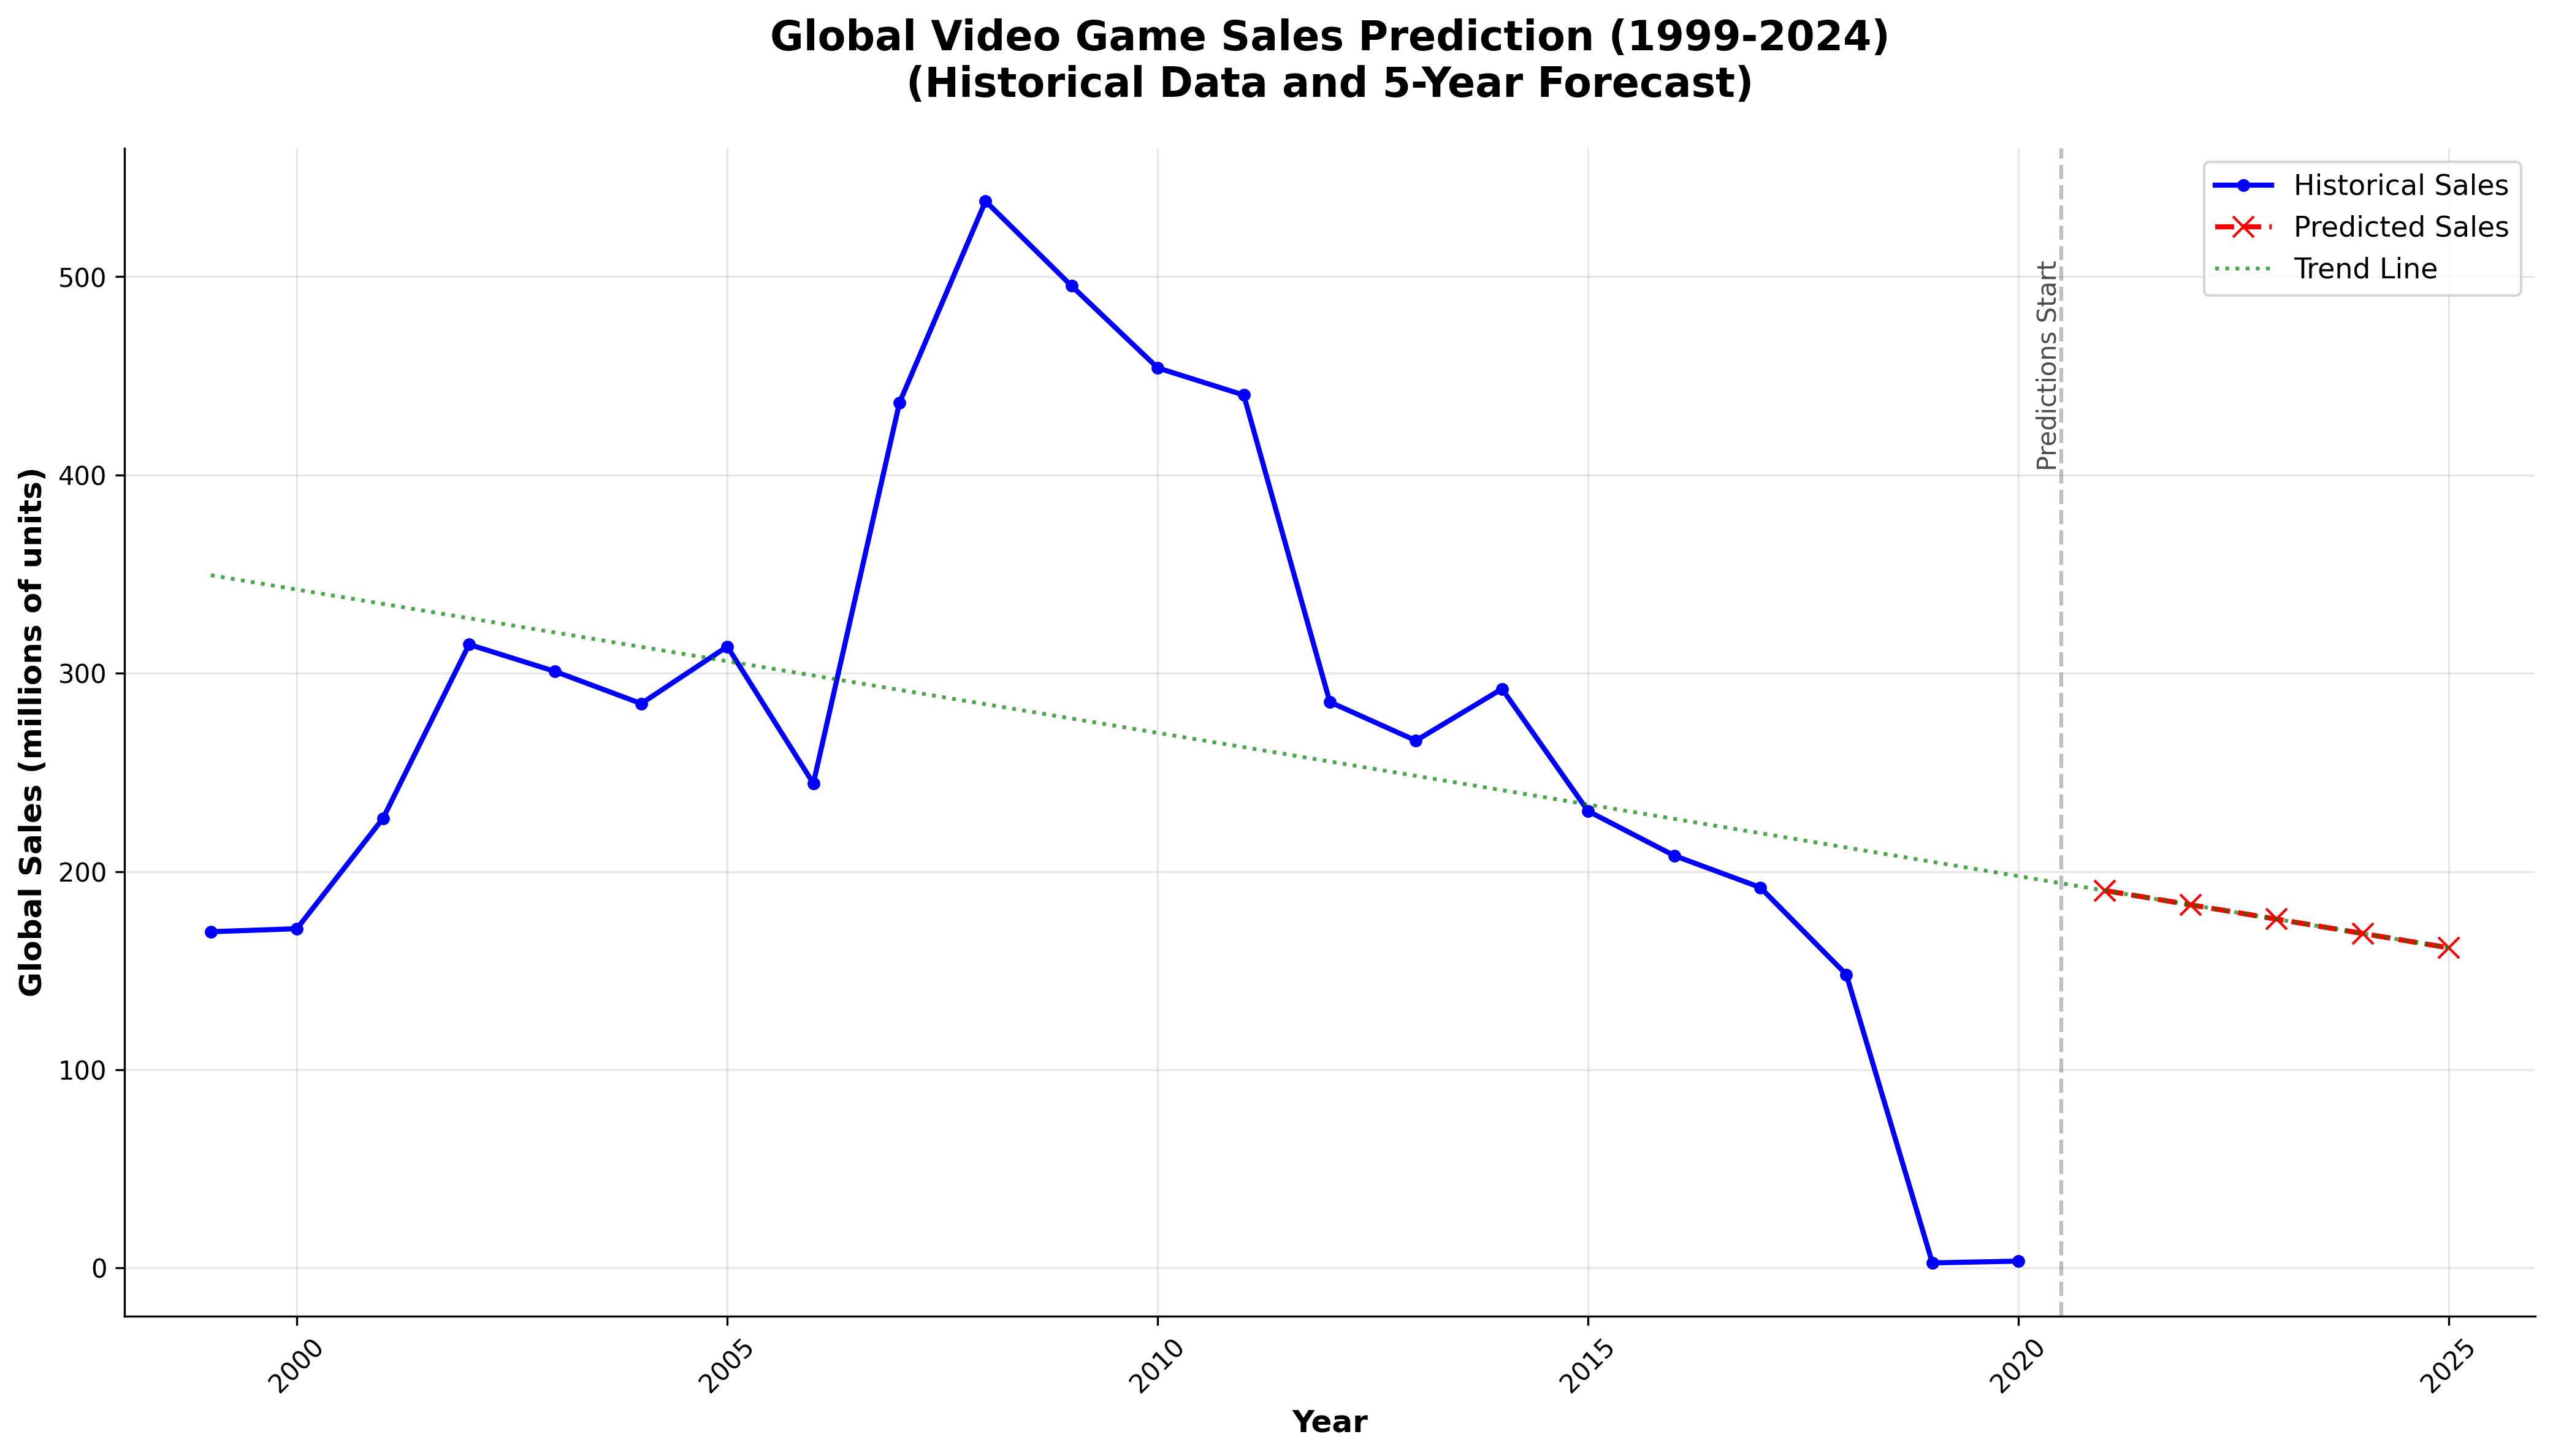 Global Video Game Sales Prediction (1999-2024)
(Historical Data and 5-Year Forecast)
Historical Sales
Predicted Sales
Trend Line
Predictions Start
Global Sales (millions of units)
500
400
300
200
100
0
2000
2005
2010
2015
2020
2025
Year